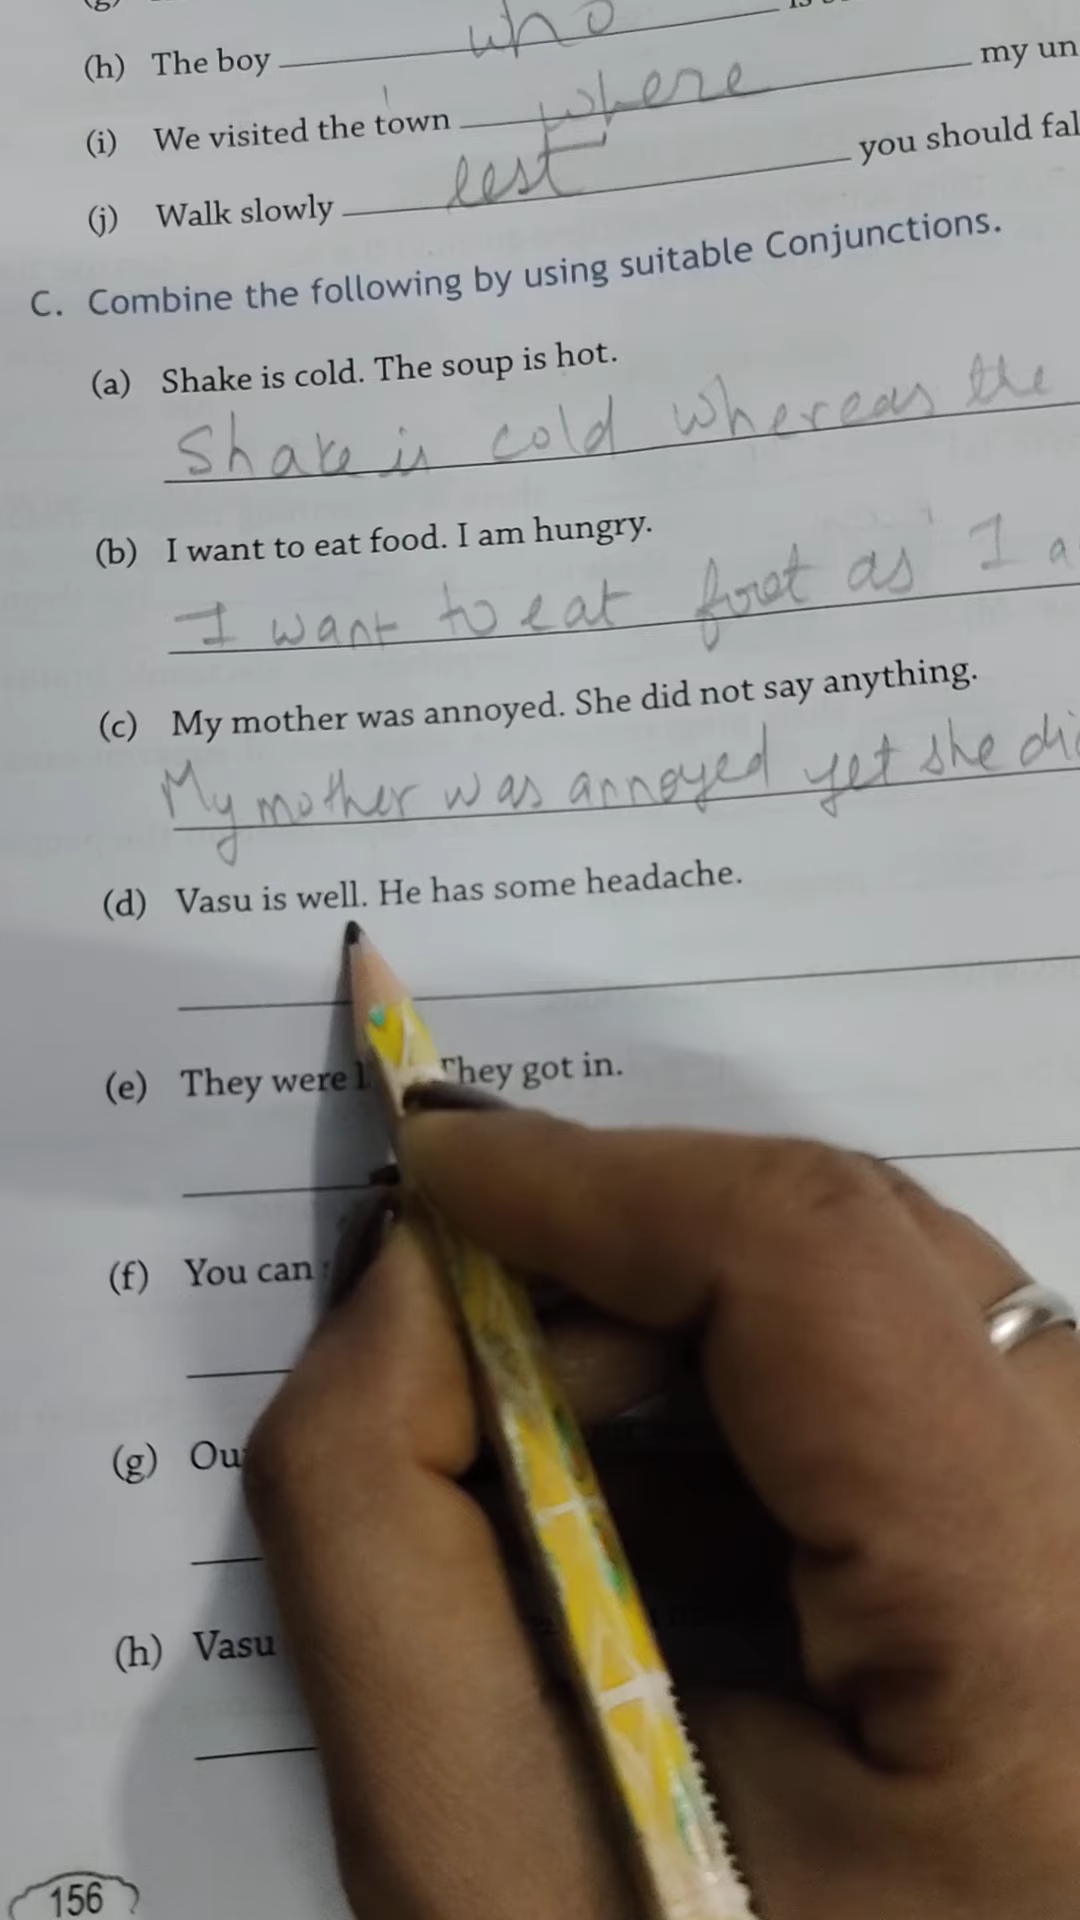 (h) The boy who
(i) We visited the town where my un
(j) Walk slowly lest you should fal
C. Combine the following by using suitable Conjunctions.
(a) Shake is cold. The soup is hot.
Shake is cold whereas the
(b) I want to eat food. I am hungry.
I want to eat foot as I a
(c) My mother was annoyed. She did not say anything.
My mother was annoyed yet she di
(d) Vasu is well. He has some headache.
(e) They were They got in.
(f) You can
(g) Ou
(h) Vasu
156